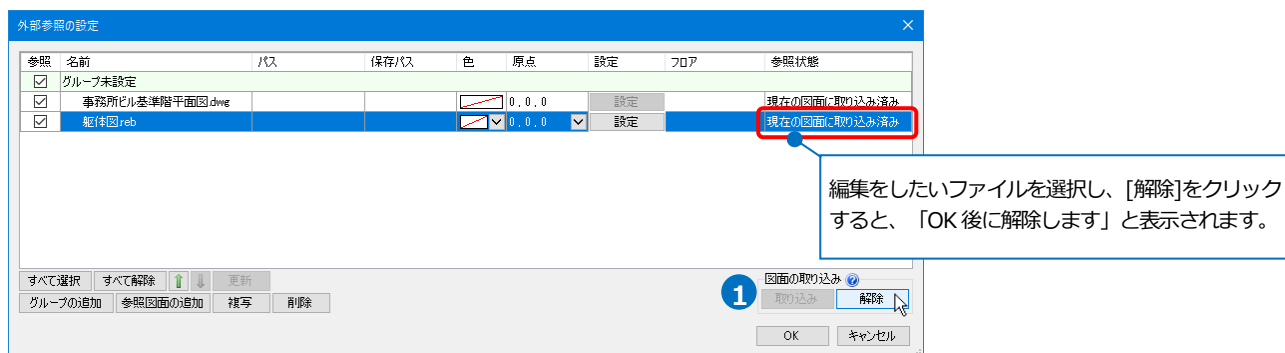 外部参照の設定
参照 名前 パス 保存パス 色 原点 設定 フロア 参照状態
グループ未設定
事務所ビル基準階平面図.dwg 0 , 0 , 0 設定 現在の図面に取り込み済み
躯体図.reb 0 , 0 , 0 設定 現在の図面に取り込み済み
編集をしたいファイルを選択し、[解除]をクリック
すると、「OK 後に解除します」と表示されます。
すべて選択 すべて解除 更新 図面の取り込み ?
グループの追加 参照図面の追加 複写 削除 1 取り込み 解除
OK キャンセル